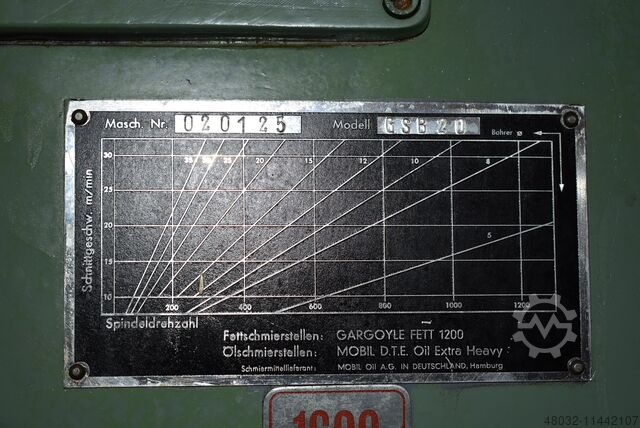 Masch. Nr. 020125 Modell GSB 20
Bohrer ø
35 25 20 15 12 10 8
30
25
5
20
15
10
Schnittgeschw. m/min
200 400 600 800 1000 1200
Spindeldrehzahl
Fettschmierstellen: GARGOYLE FETT 1200
Ölschmierstellen: MOBIL D.T.E. Oil Extra Heavy
Schmiermittellieferant: MOBIL OIL A.G. IN DEUTSCHLAND, Hamburg
1600
48032-11442107